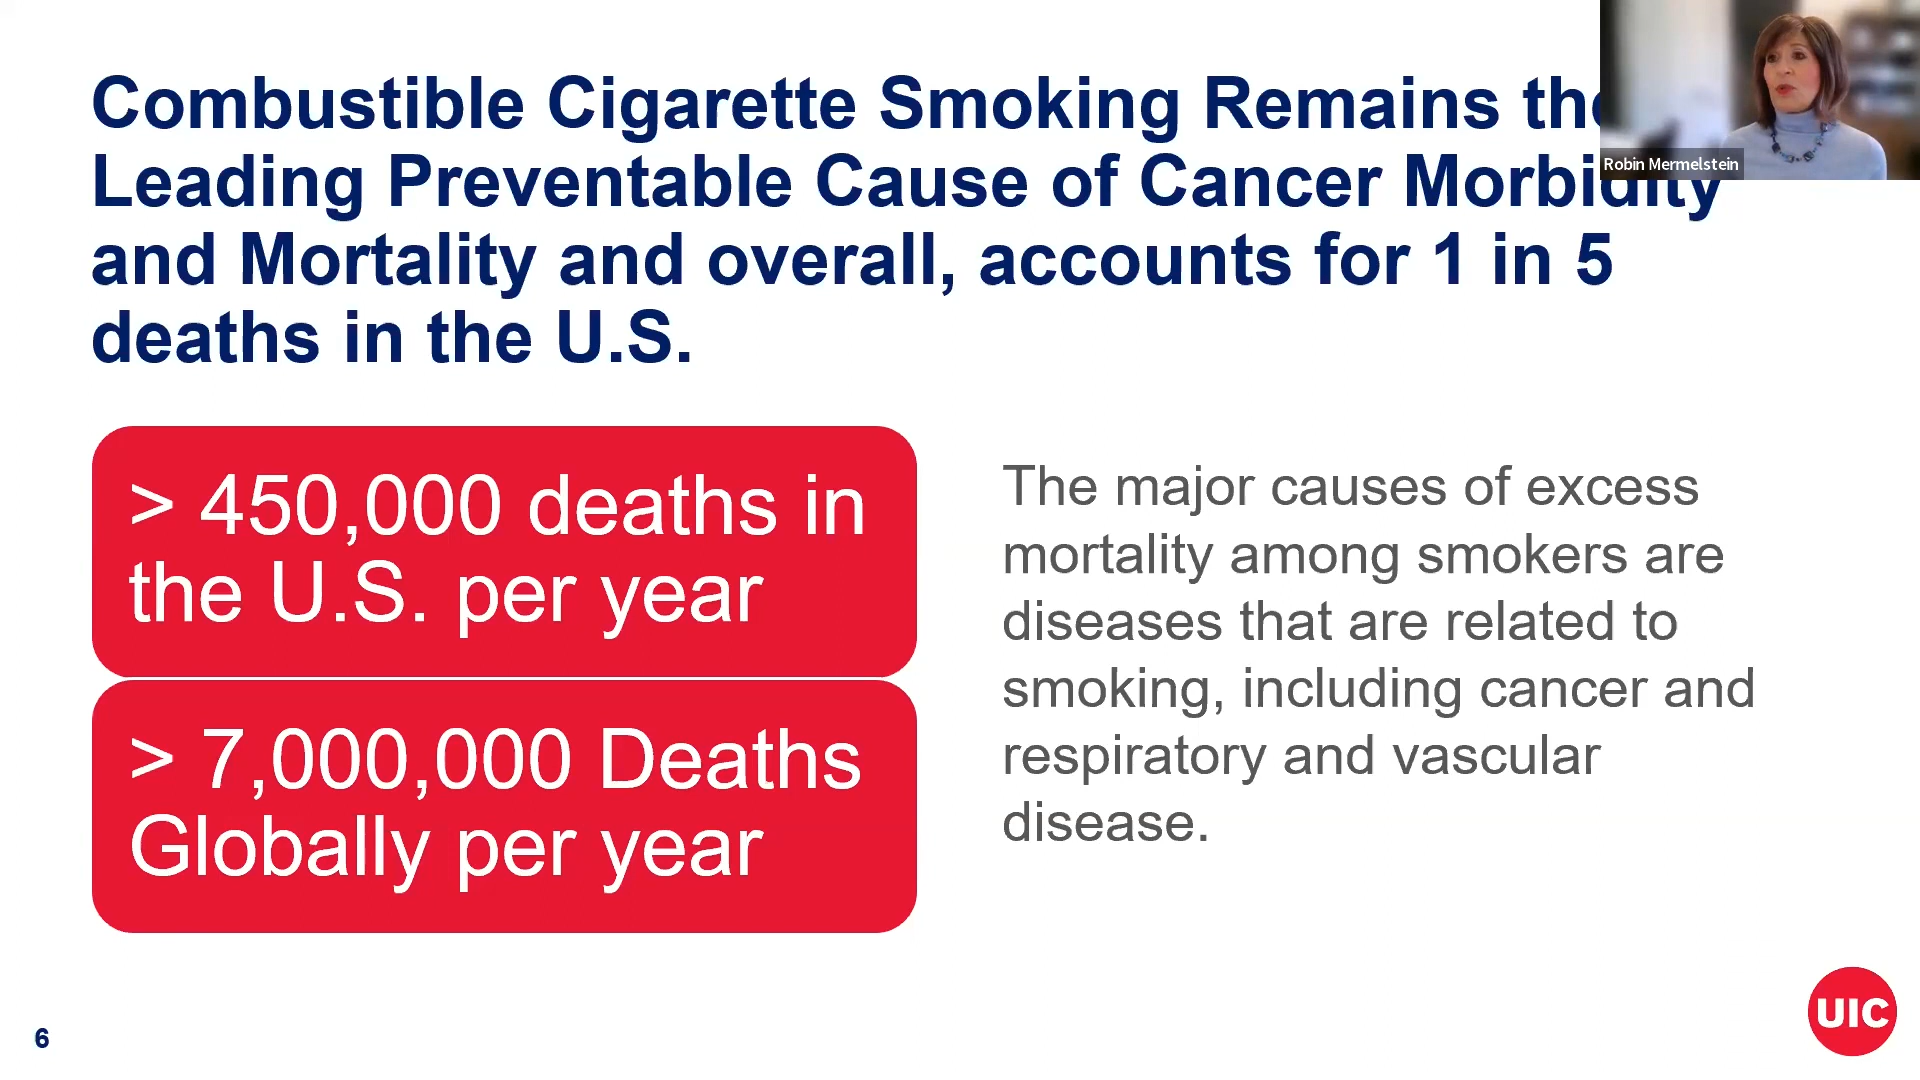 Combustible Cigarette Smoking Remains the
Leading Preventable Cause of Cancer Morbidity
and Mortality and overall, accounts for 1 in 5
deaths in the U.S.
Robin Mermelstein
> 450,000 deaths in
the U.S. per year
> 7,000,000 Deaths
Globally per year
The major causes of excess
mortality among smokers are
diseases that are related to
smoking, including cancer and
respiratory and vascular
disease.
UIC
6